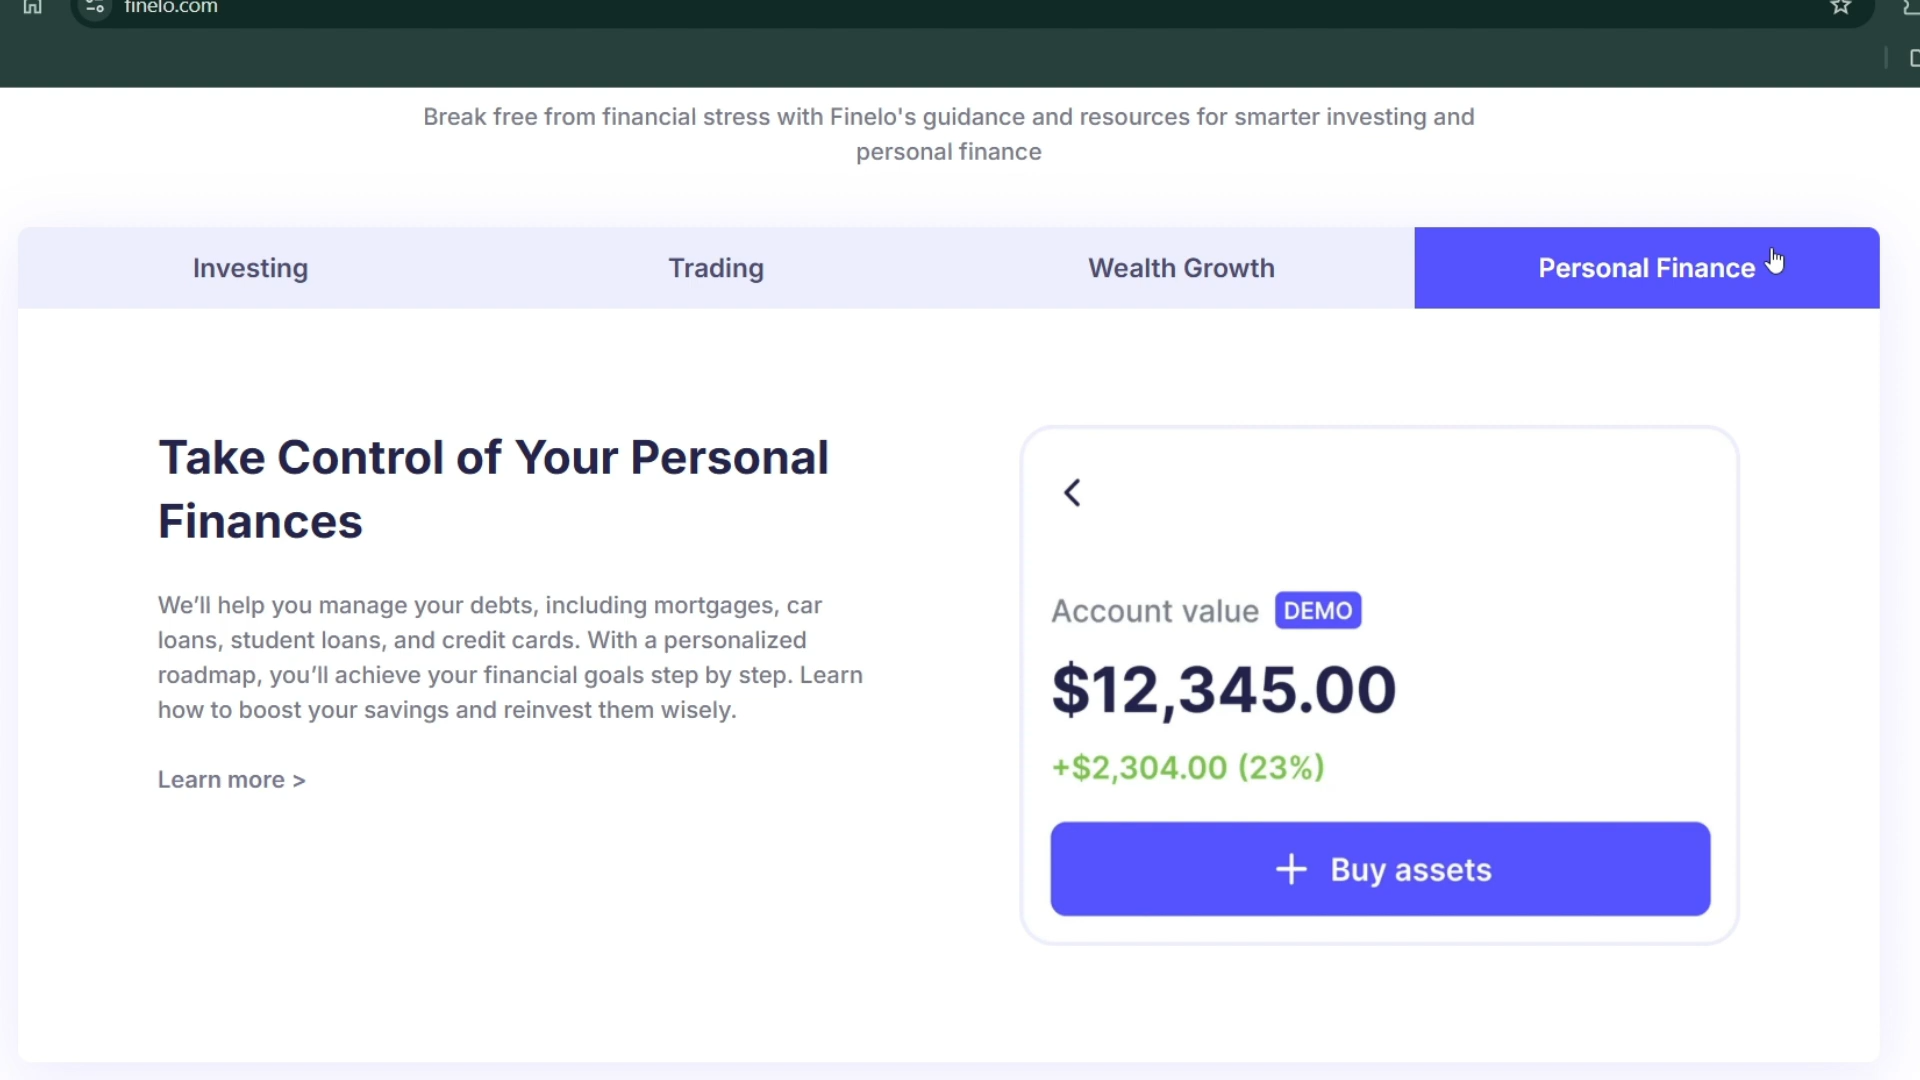 finelo.com
Break free from financial stress with Finelo's guidance and resources for smarter investing and
personal finance
Investing
Trading
Wealth Growth
Personal Finance
Take Control of Your Personal
Finances
We’ll help you manage your debts, including mortgages, car
loans, student loans, and credit cards. With a personalized
roadmap, you’ll achieve your financial goals step by step. Learn
how to boost your savings and reinvest them wisely.
Learn more >
Account value DEMO
$12,345.00
+$2,304.00 (23%)
+ Buy assets